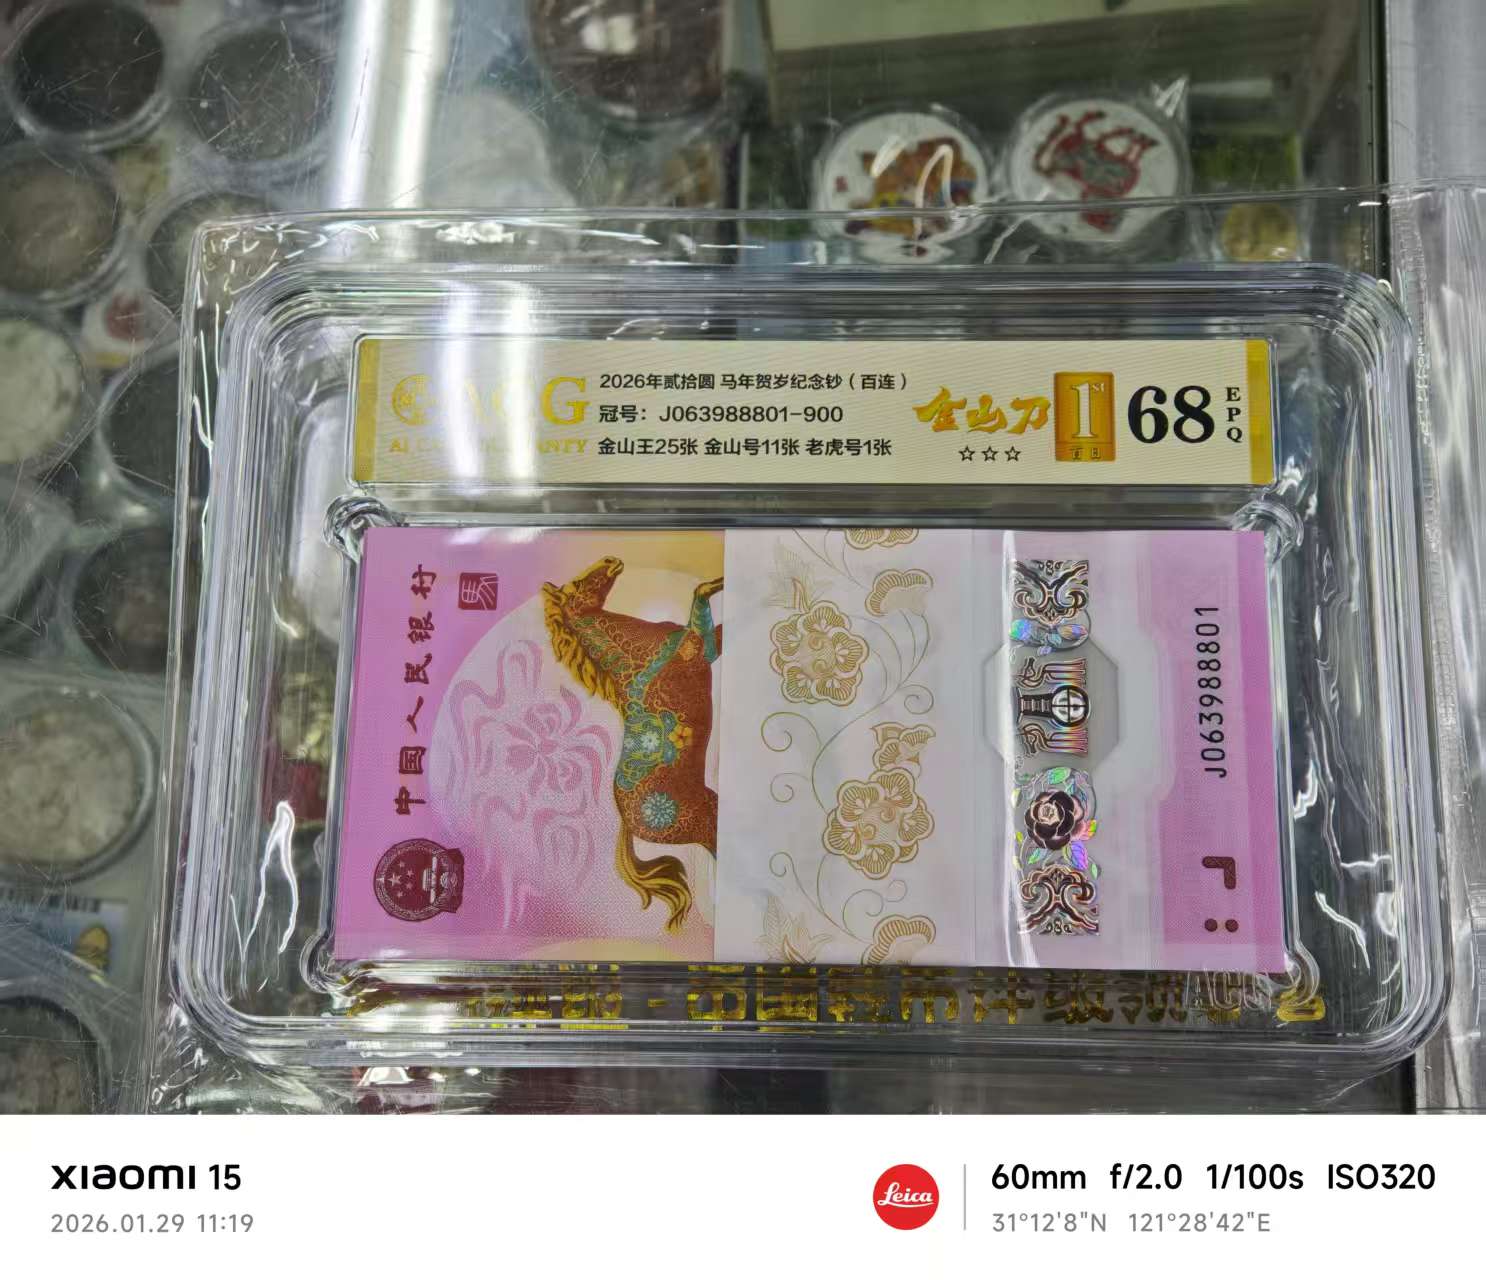 ACG
2026年贰拾圆 马年贺岁纪念钞（百连）
冠号：J063988801-900
金山王25张 金山号11张 老虎号1张
金山刀
☆☆☆
1ST
百日
68
EPQ
中国人民银行
J063988801
ACG
XIAOMI 15
2026.01.29 11:19
Leica
60mm f/2.0 1/100s ISO320
31°12'8"N 121°28'42"E